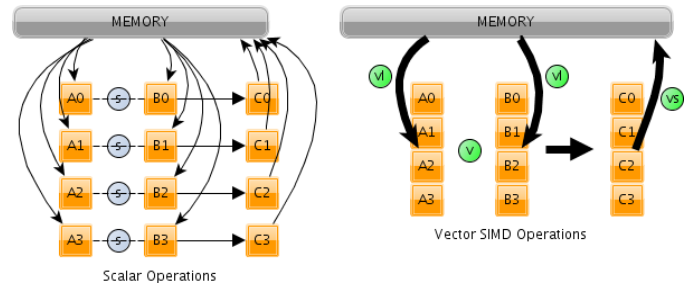 MEMORY
A0 s B0 C0
A1 s B1 C1
A2 s B2 C2
A3 s B3 C3
Scalar Operations
MEMORY
vl vl vs
A0 B0 C0
A1 B1 C1
v
A2 B2 C2
A3 B3 C3
Vector SIMD Operations